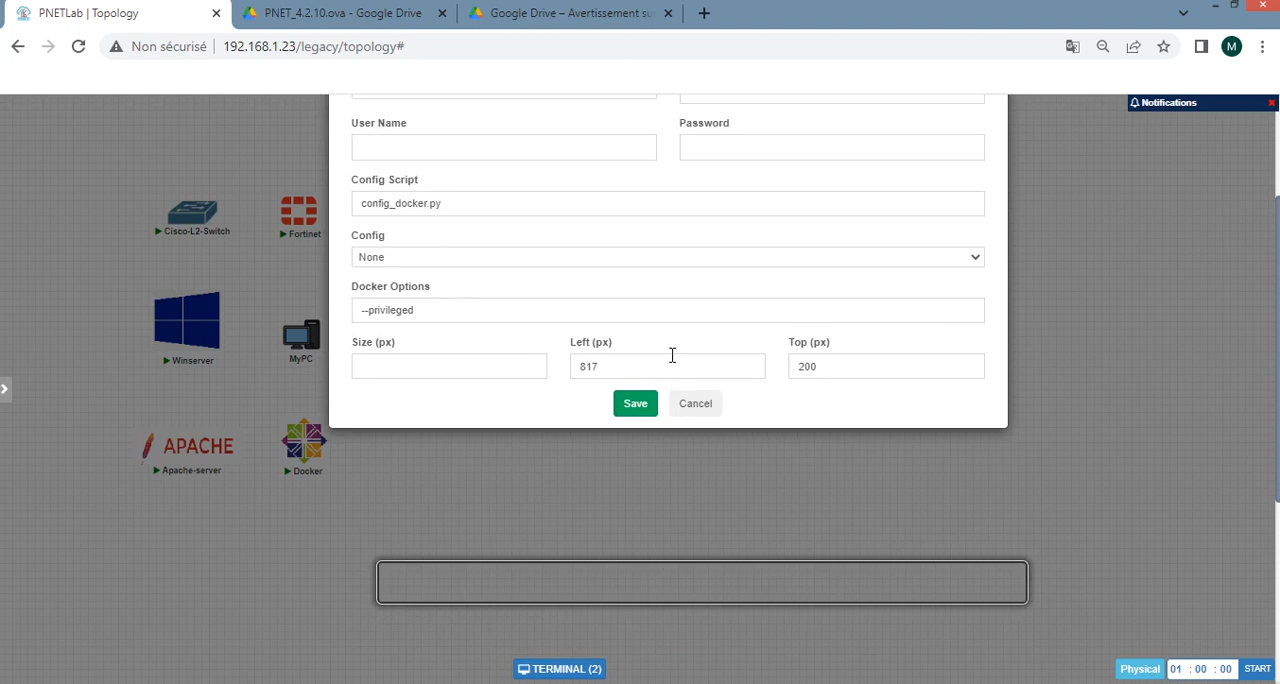 PNETLab | Topology
PNET_4.2.10.ova - Google Drive
Google Drive – Avertissement su
Non sécurisé
192.168.1.23/legacy/topology#
M
Notifications
User Name
Password
Config Script
config_docker.py
Config
None
Docker Options
--privileged
Size (px)
Left (px)
Top (px)
817
200
Save
Cancel
Cisco-L2-Switch
Fortinet
Winserver
MyPC
APACHE
Apache-server
Docker
TERMINAL (2)
Physical
01 : 00 : 00
START